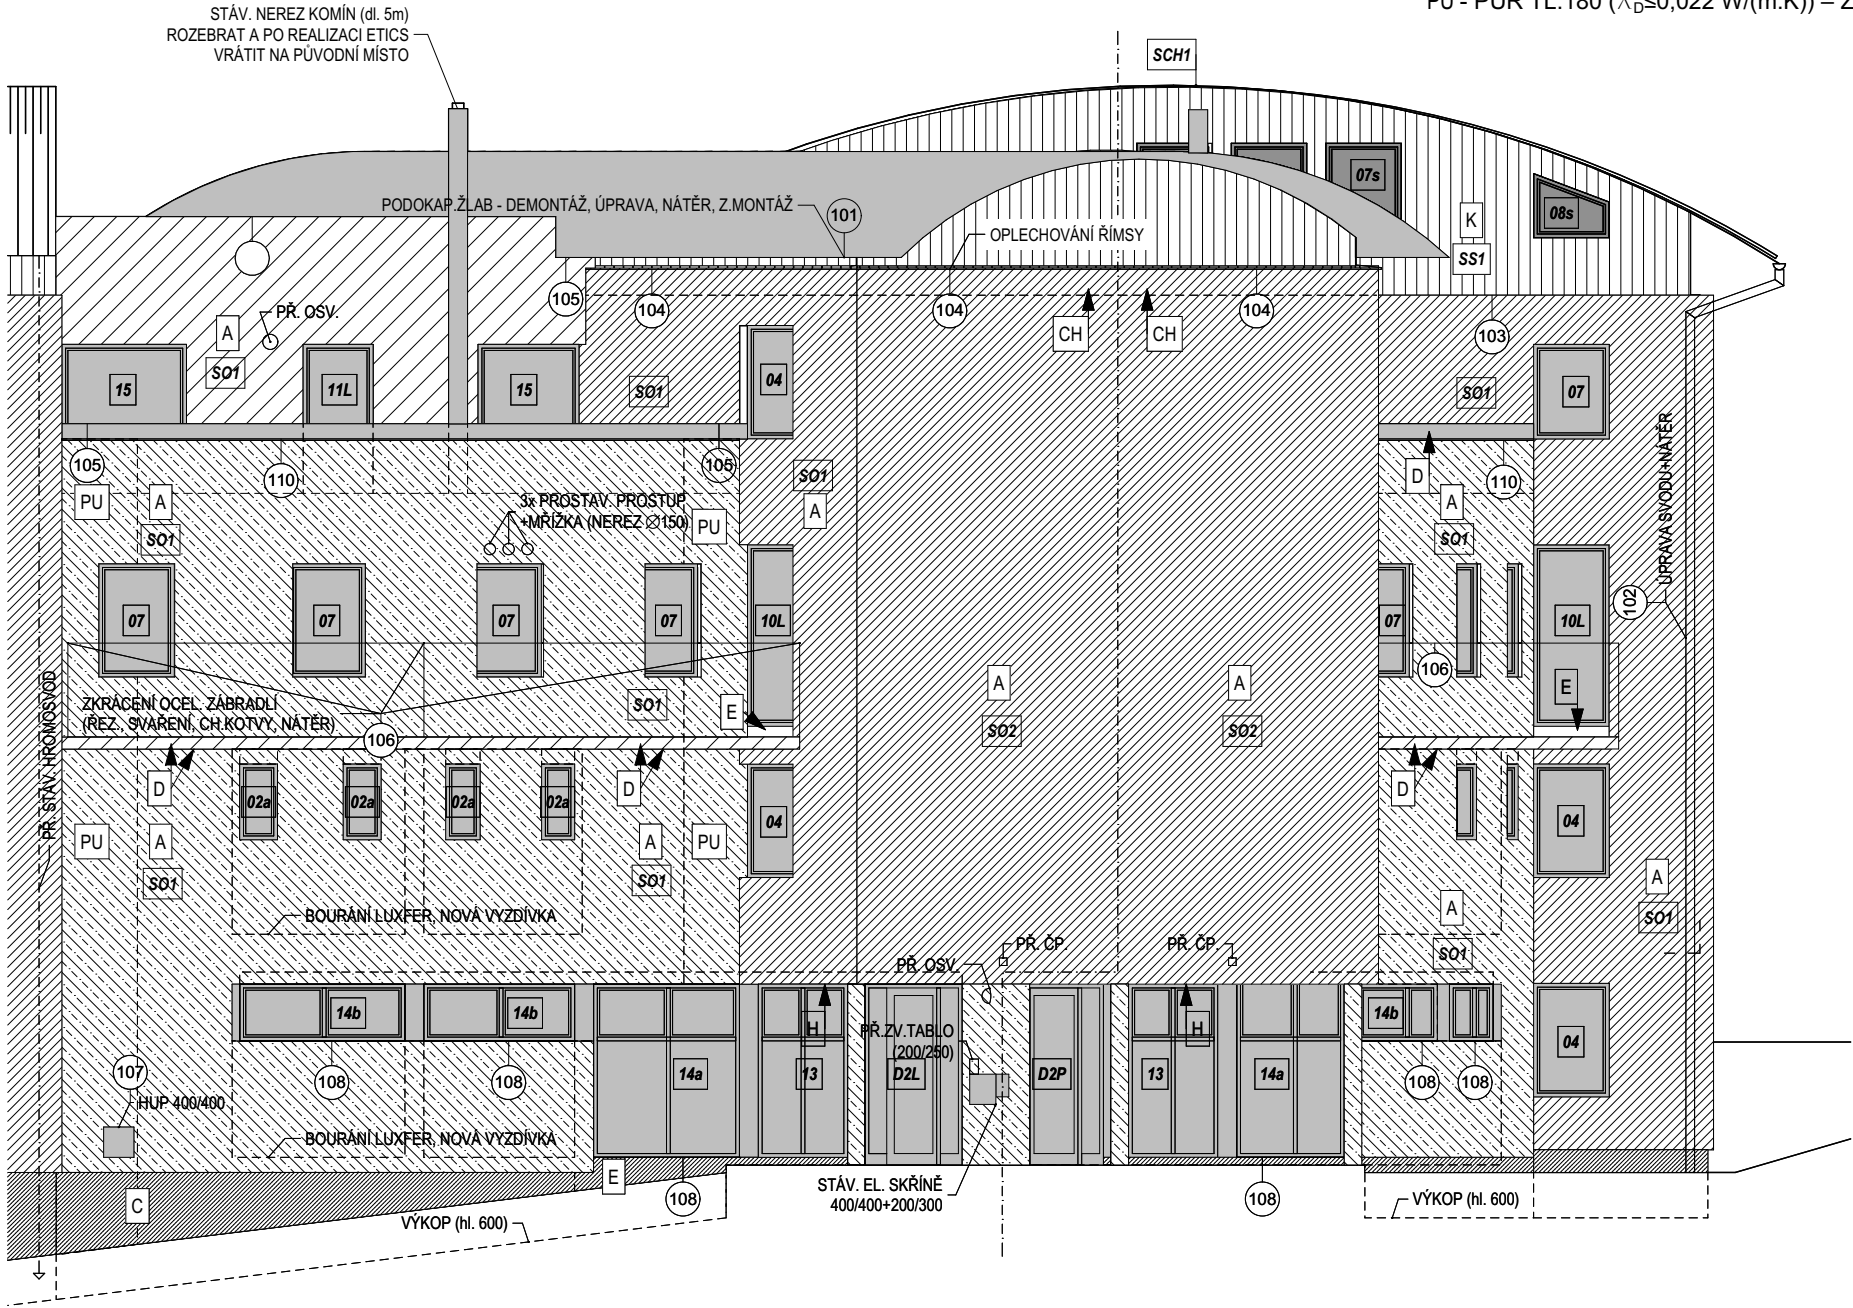 PU - PUR TL.180 (λD≤0,022 W/(m.K)) – Z
STÁV. NEREZ KOMÍN (dl. 5m)
ROZEBRAT A PO REALIZACI ETICS
VRÁTIT NA PŮVODNÍ MÍSTO
SCH1
07s
08s
PODOKAP.ŽLAB - DEMONTÁŽ, ÚPRAVA, NÁTĚR, Z.MONTÁŽ
101
K
OPLECHOVÁNÍ ŘÍMSY
SS1
105
104
104
104
103
PŘ. OSV.
A
CH
CH
SO1
15
11L
15
SO1
04
SO1
07
105
110
105
SO1
D
110
PU
A
3x PROSTAV. PROSTUP
+MŘÍŽKA (NEREZ ∅150)
PU
A
A
SO1
SO1
ÚPRAVA SVODU+NÁTĚR
102
07
07
07
07
10L
07
10L
106
PŘ. STÁV. HROMOSVOD
A
A
E
ZKRÁCENÍ OCEL. ZÁBRADLÍ
(ŘEZ., SVAŘENÍ, CH.KOTVY, NÁTĚR)
SO1
E
SO2
SO2
106
D
D
D
02a
02a
02a
02a
04
04
PU
A
A
PU
SO1
SO1
A
A
SO1
BOURÁNÍ LUXFER, NOVÁ VYZDÍVKA
PŘ. ČP.
PŘ. ČP.
SO1
PŘ. OSV.
14b
14b
H
H
14b
PŘ.ZV.TABLO
(200/250)
04
107
108
108
14a
13
D2L
D2P
13
14a
108
108
HUP 400/400
BOURÁNÍ LUXFER, NOVÁ VYZDÍVKA
E
C
108
STÁV. EL. SKŘÍNĚ
400/400+200/300
108
VÝKOP (hl. 600)
VÝKOP (hl. 600)